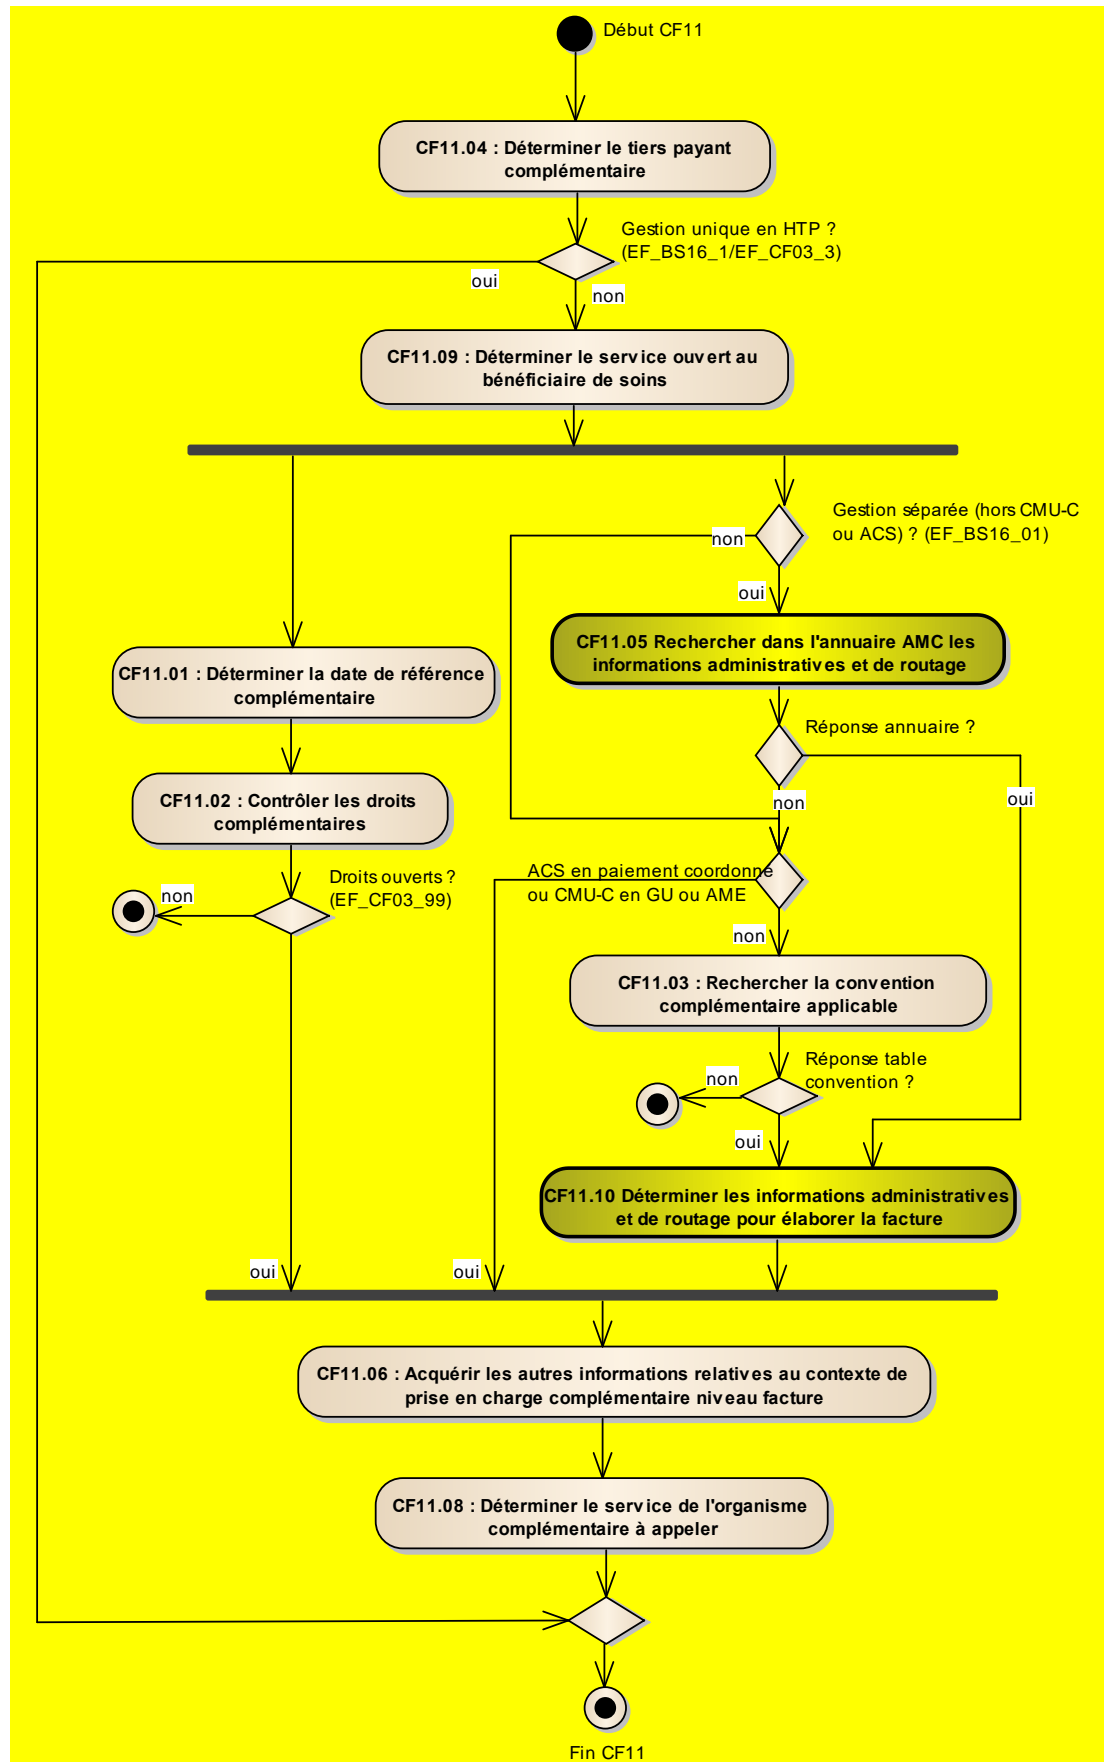 Début CF11
CF11.04 : Déterminer le tiers payant
complémentaire
Gestion unique en HTP ?
(EF_BS16_1/EF_CF03_3)
oui
non
CF11.09 : Déterminer le service ouvert au
bénéficiaire de soins
Gestion séparée (hors CMU-C
ou ACS) ? (EF_BS16_01)
non
oui
CF11.05 Rechercher dans l'annuaire AMC les
informations administratives et de routage
CF11.01 : Déterminer la date de référence
complémentaire
Réponse annuaire ?
non
oui
CF11.02 : Contrôler les droits
complémentaires
Droits ouverts ?
(EF_CF03_99)
non
ACS en paiement coordonne
ou CMU-C en GU ou AME
non
CF11.03 : Rechercher la convention
complémentaire applicable
Réponse table
convention ?
non
oui
CF11.10 Déterminer les informations administratives
et de routage pour élaborer la facture
oui
oui
CF11.06 : Acquérir les autres informations relatives au contexte de
prise en charge complémentaire niveau facture
CF11.08 : Déterminer le service de l'organisme
complémentaire à appeler
Fin CF11